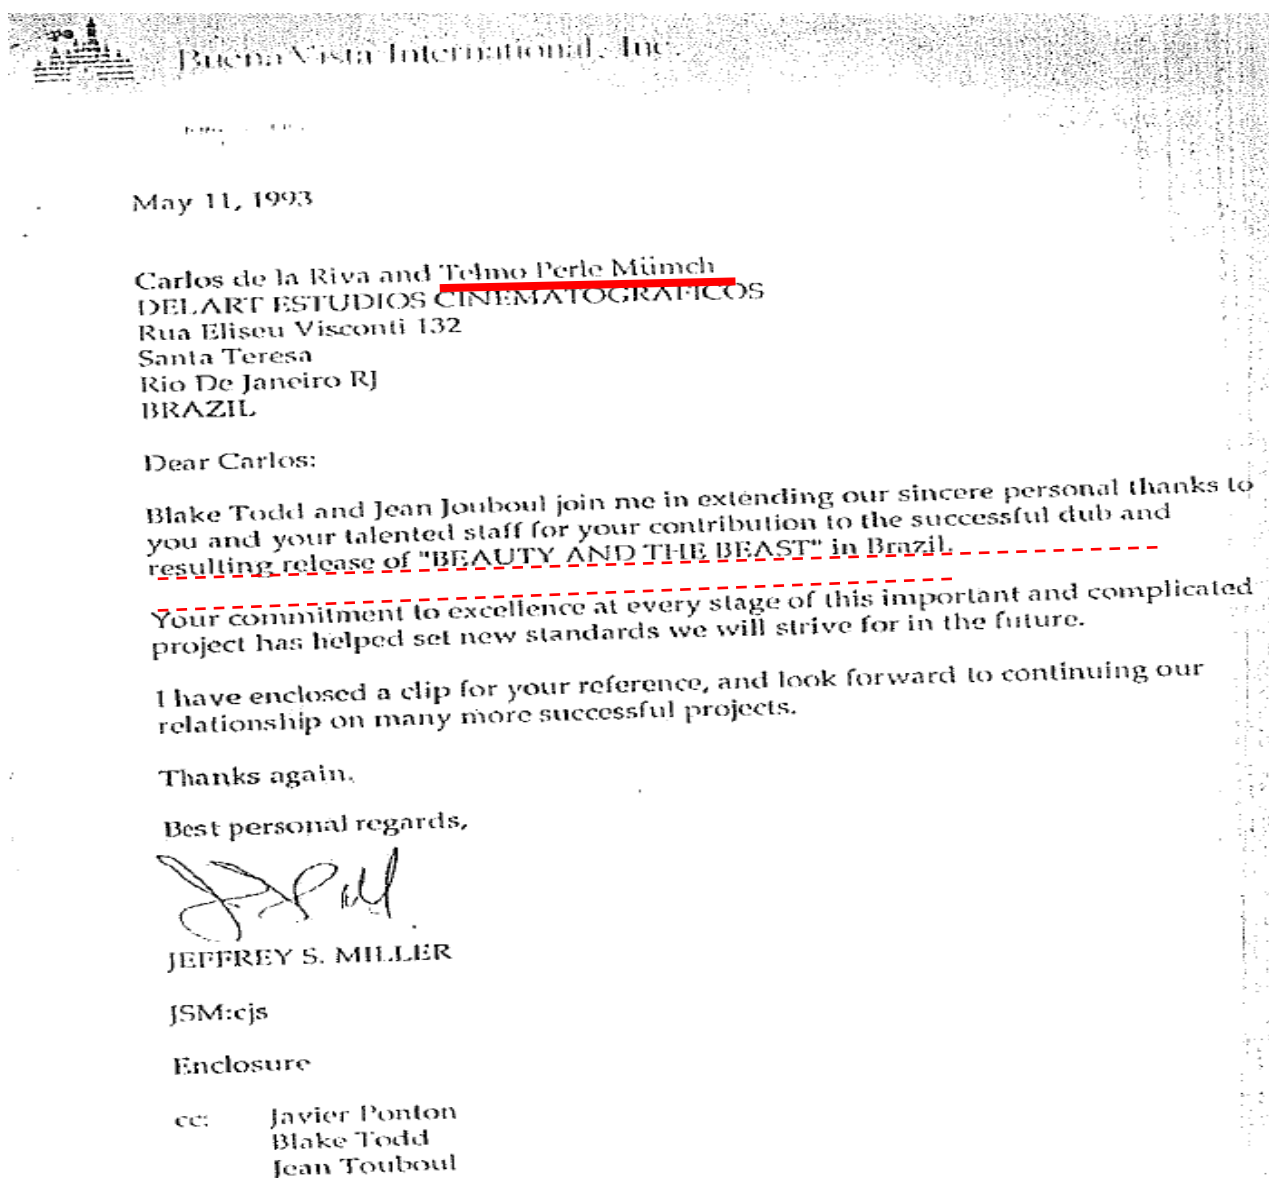 Buena Vista International, Inc.
May 11, 1993
Carlos de la Riva and Telmo Perle Münch
DELART ESTUDIOS CINEMATOGRAFICOS
Rua Eliseu Visconti 132
Santa Teresa
Rio De Janeiro RJ
BRAZIL
Dear Carlos:
Blake Todd and Jean Jouboul join me in extending our sincere personal thanks to
you and your talented staff for your contribution to the successful dub and
resulting release of "BEAUTY AND THE BEAST" in Brazil.
Your commitment to excellence at every stage of this important and complicated
project has helped set new standards we will strive for in the future.
I have enclosed a clip for your reference, and look forward to continuing our
relationship on many more successful projects.
Thanks again.
Best personal regards,
JEFFREY S. MILLER
JSM:cjs
Enclosure
cc: Javier Ponton
Blake Todd
Jean Touboul